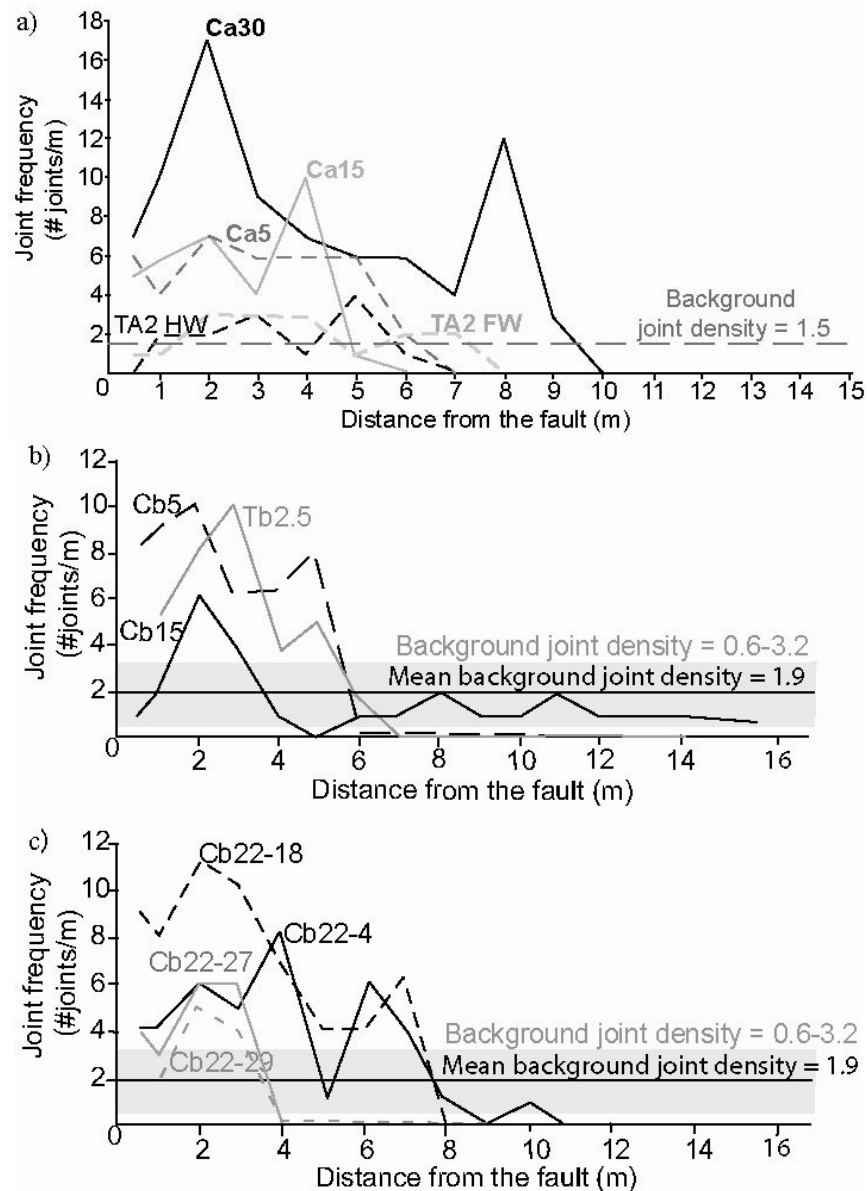 a)
Joint frequency
(# joints/m)
18
16
14
12
10
8
6
4
2
0
Ca30
Ca15
Ca5
TA2 HW
TA2 FW
Background
joint density = 1.5
1 2 3 4 5 6 7 8 9 10 11 12 13 14 15
Distance from the fault (m)
b)
Joint frequency
(#joints/m)
12
10
8
6
4
2
0
Cb5
Tb2.5
Cb15
Background joint density = 0.6-3.2
Mean background joint density = 1.9
2 4 6 8 10 12 14 16
Distance from the fault (m)
c)
Joint frequency
(#joints/m)
12
10
8
6
4
2
0
Cb22-18
Cb22-4
Cb22-27
Cb22-29
Background joint density = 0.6-3.2
Mean background joint density = 1.9
2 4 6 8 10 12 14 16
Distance from the fault (m)